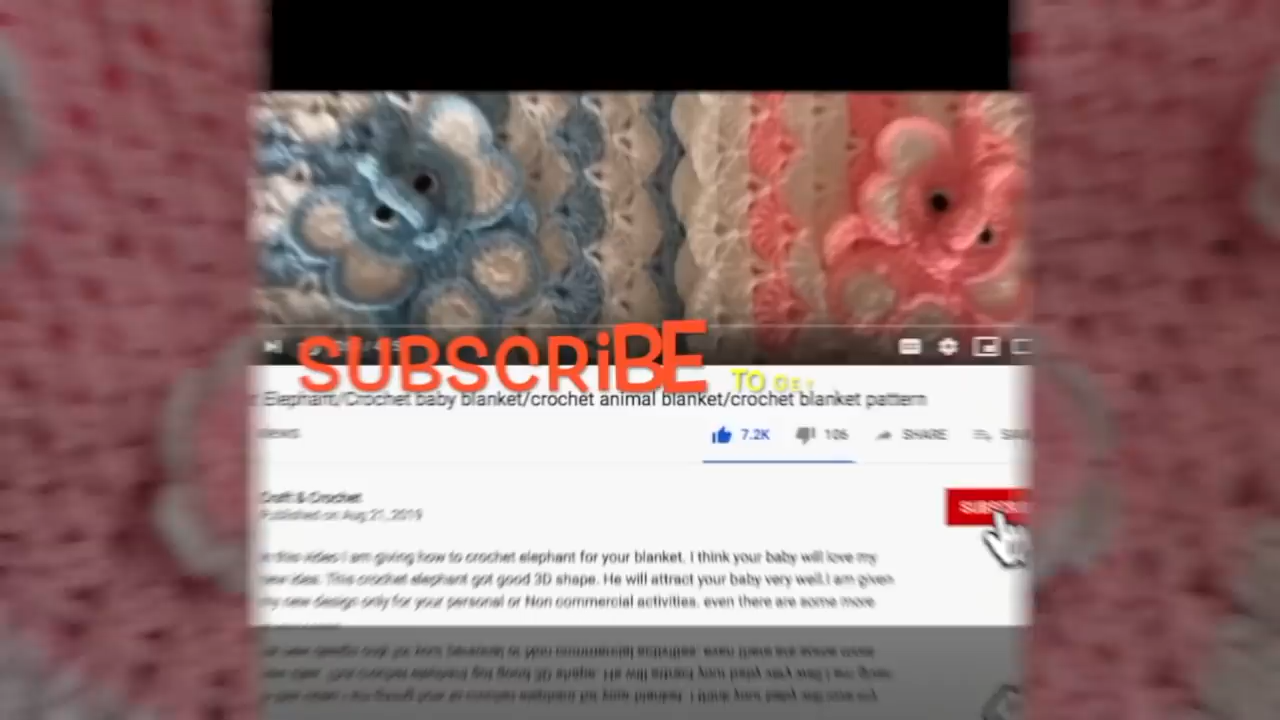 SUBSCRiBE TO GET
Elephant/Crochet baby blanket/crochet animal blanket/crochet blanket pattern
7.2K 106 SHARE
Craft & Crochet
Published on Aug 21, 2019
SUBSCRI
this video I am giving how to crochet elephant for your blanket. I think your baby will love my
new idea. This crochet elephant got good 3D shape. He will attract your baby very well.I am given
my new design only for your personal or Non commercial activities. even there are some more